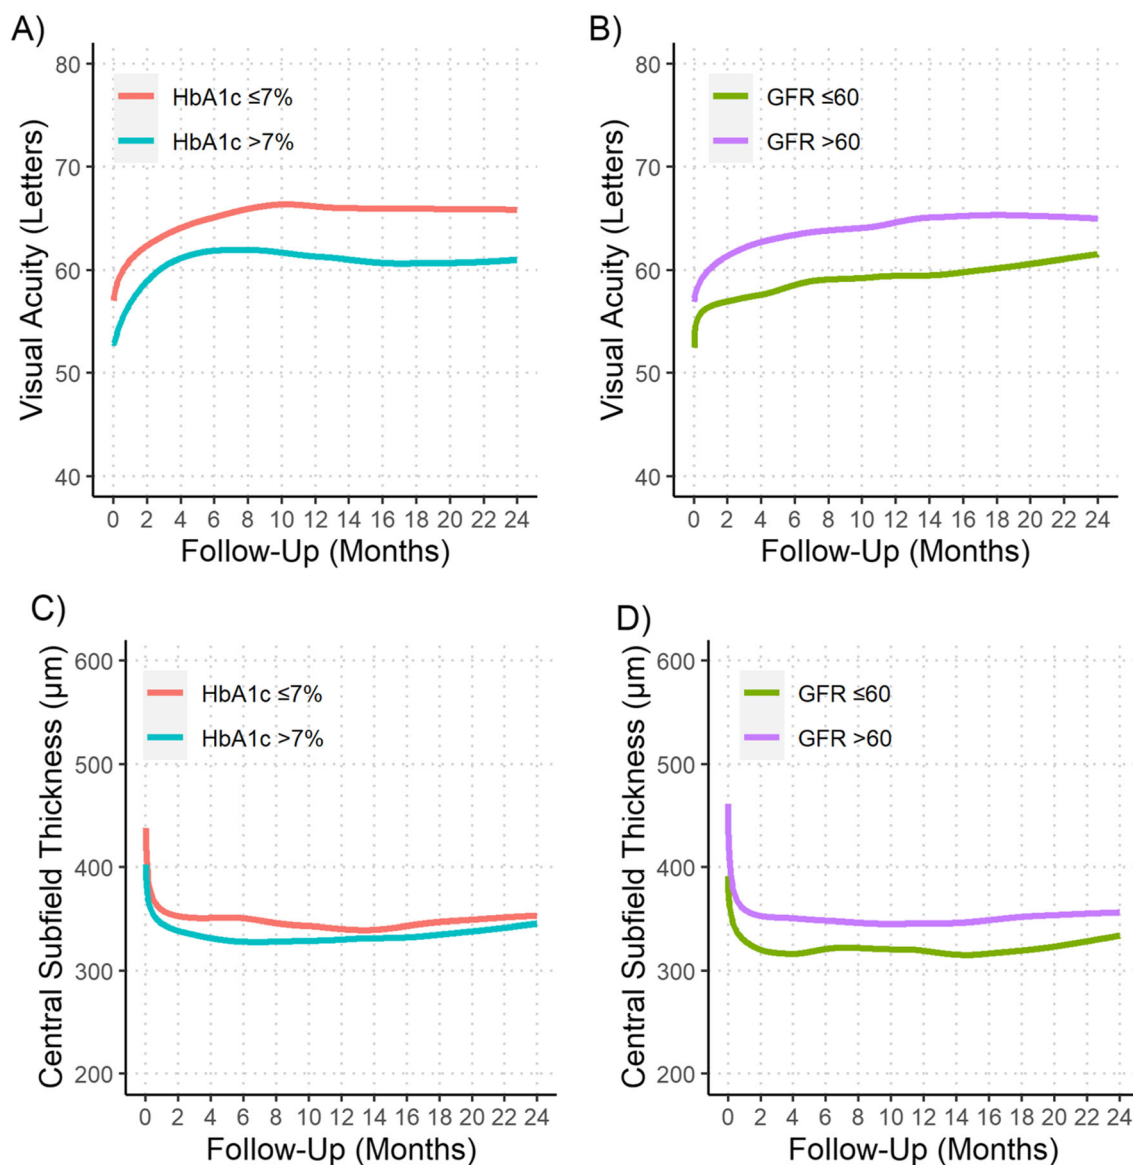 A)
Visual Acuity (Letters)
80
70
60
50
40
HbA1c ≤7%
HbA1c >7%
0 2 4 6 8 10 12 14 16 18 20 22 24
Follow-Up (Months)
B)
Visual Acuity (Letters)
80
70
60
50
40
GFR ≤60
GFR >60
0 2 4 6 8 10 12 14 16 18 20 22 24
Follow-Up (Months)
C)
Central Subfield Thickness (µm)
600
500
400
300
200
HbA1c ≤7%
HbA1c >7%
0 2 4 6 8 10 12 14 16 18 20 22 24
Follow-Up (Months)
D)
Central Subfield Thickness (µm)
600
500
400
300
200
GFR ≤60
GFR >60
0 2 4 6 8 10 12 14 16 18 20 22 24
Follow-Up (Months)